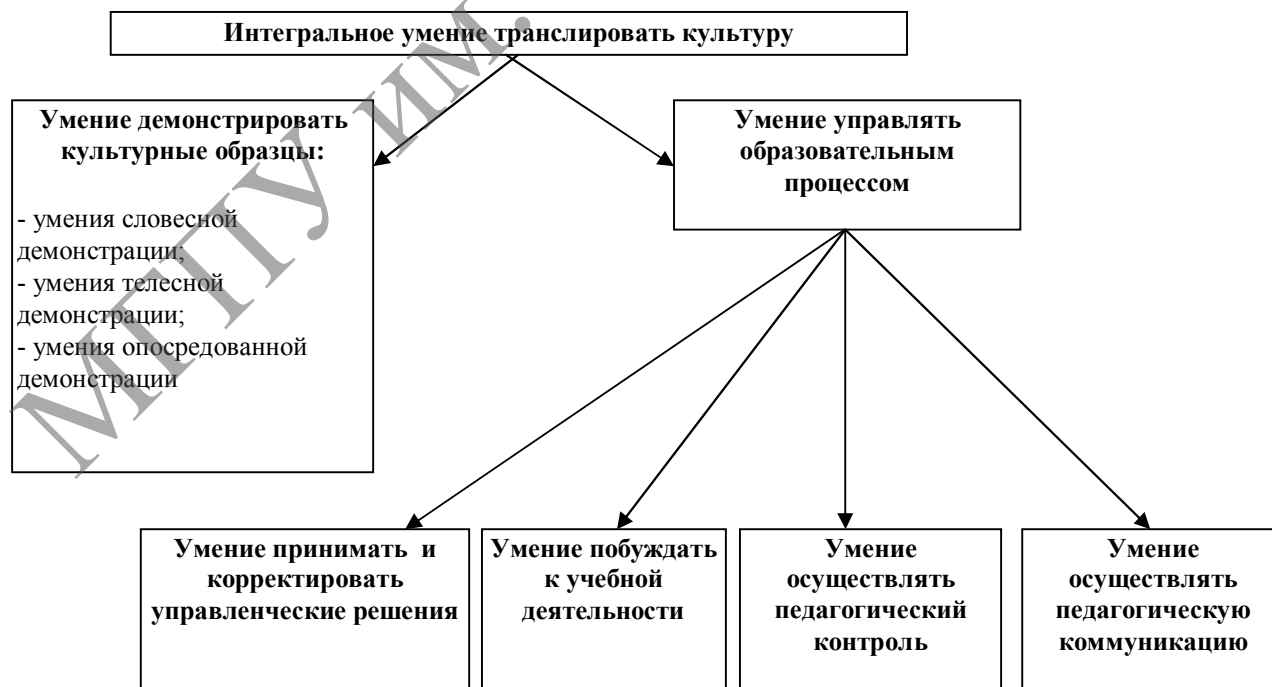 Интегральное умение транслировать культуру
Умение демонстрировать
культурные образцы:
- умения словесной
демонстрации;
- умения телесной
демонстрации;
- умения опосредованной
демонстрации
Умение управлять
образовательным
процессом
Умение принимать и
корректировать
управленческие решения
Умение побуждать
к учебной
деятельности
Умение
осуществлять
педагогический
контроль
Умение
осуществлять
педагогическую
коммуникацию
МГПУ им.